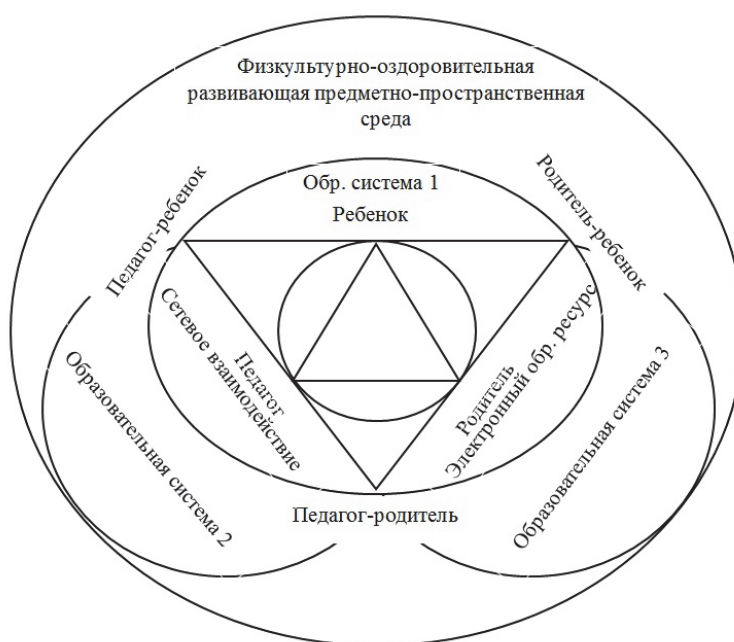 Физкультурно-оздоровительная
развивающая предметно-пространственная
среда
Обр. система 1
Ребенок
Педагог-ребенок
Родитель-ребенок
Сетевое взаимодействие
Педагог
Родитель
Электронный обр. ресурс
Образовательная система 2
Образовательная система 3
Педагог-родитель